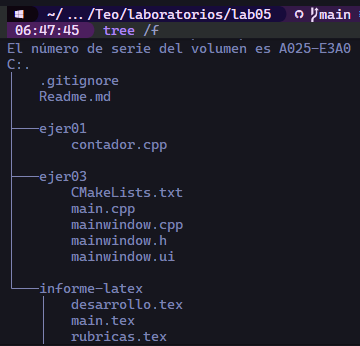 ~/.../Teo/laboratorios/lab05 main
06:47:45 tree /f
El número de serie del volumen es A025-E3A0
C:.
│   .gitignore
│   Readme.md
│
├───ejer01
│       contador.cpp
│
├───ejer03
│       CMakeLists.txt
│       main.cpp
│       mainwindow.cpp
│       mainwindow.h
│       mainwindow.ui
│
└───informe-latex
    │   desarrollo.tex
    │   main.tex
    │   rubricas.tex